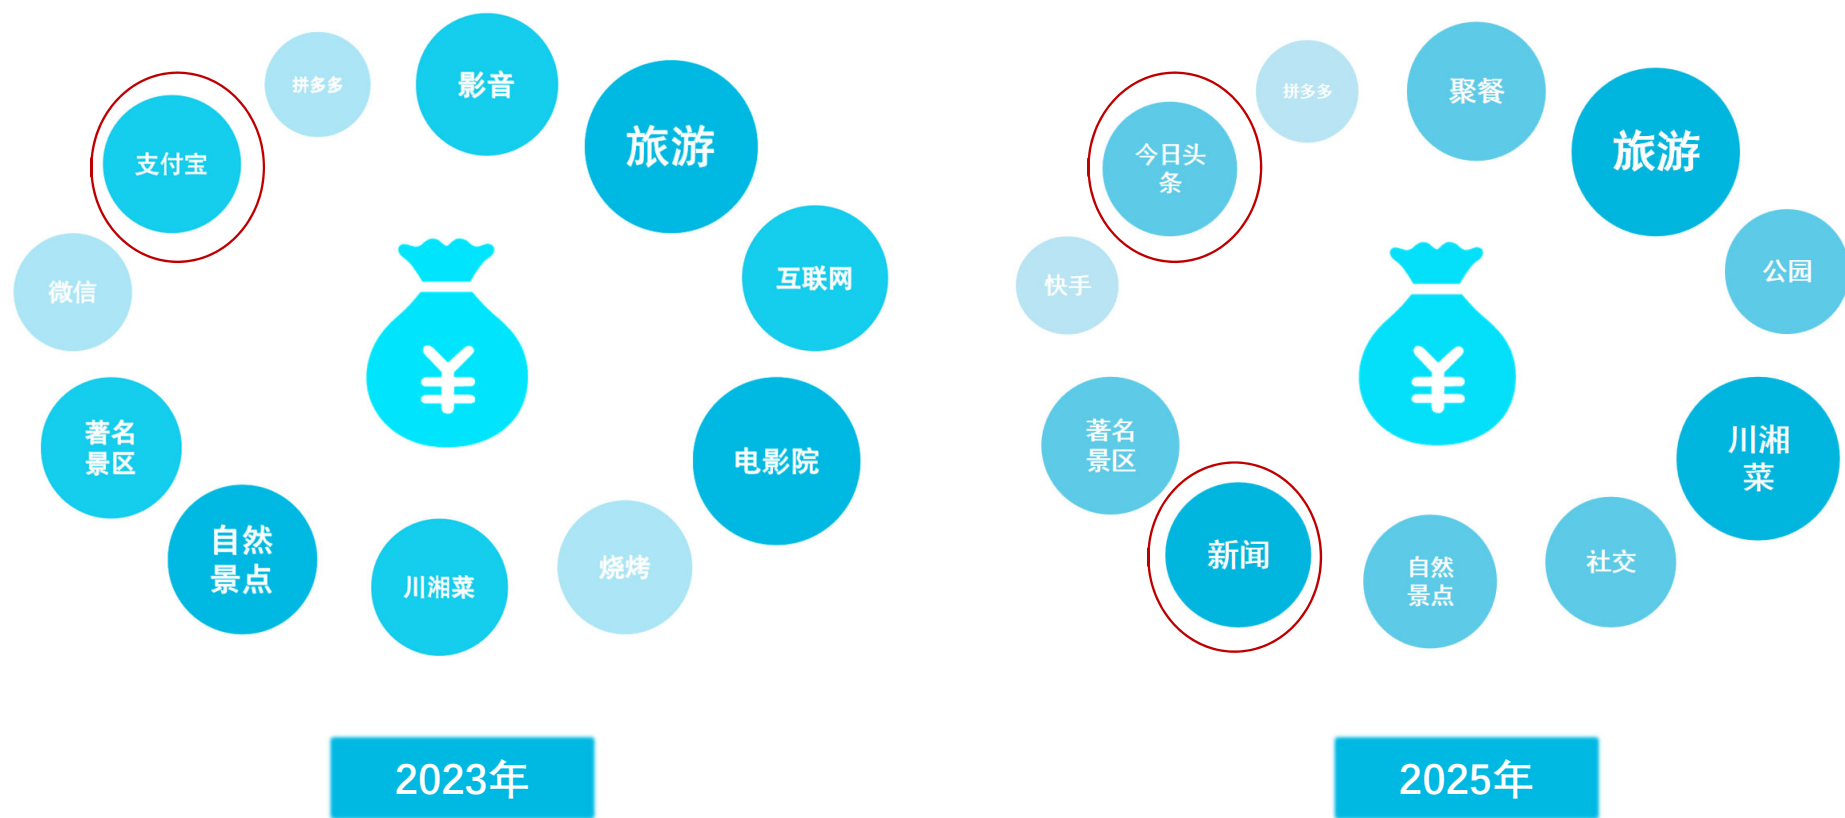 拼多多
影音
旅游
支付宝
互联网
微信
著名
景区
电影院
自然
景点
川湘菜
烧烤
¥
2023年
拼多多
聚餐
旅游
今日头
条
公园
快手
著名
景区
川湘
菜
新闻
自然
景点
社交
¥
2025年